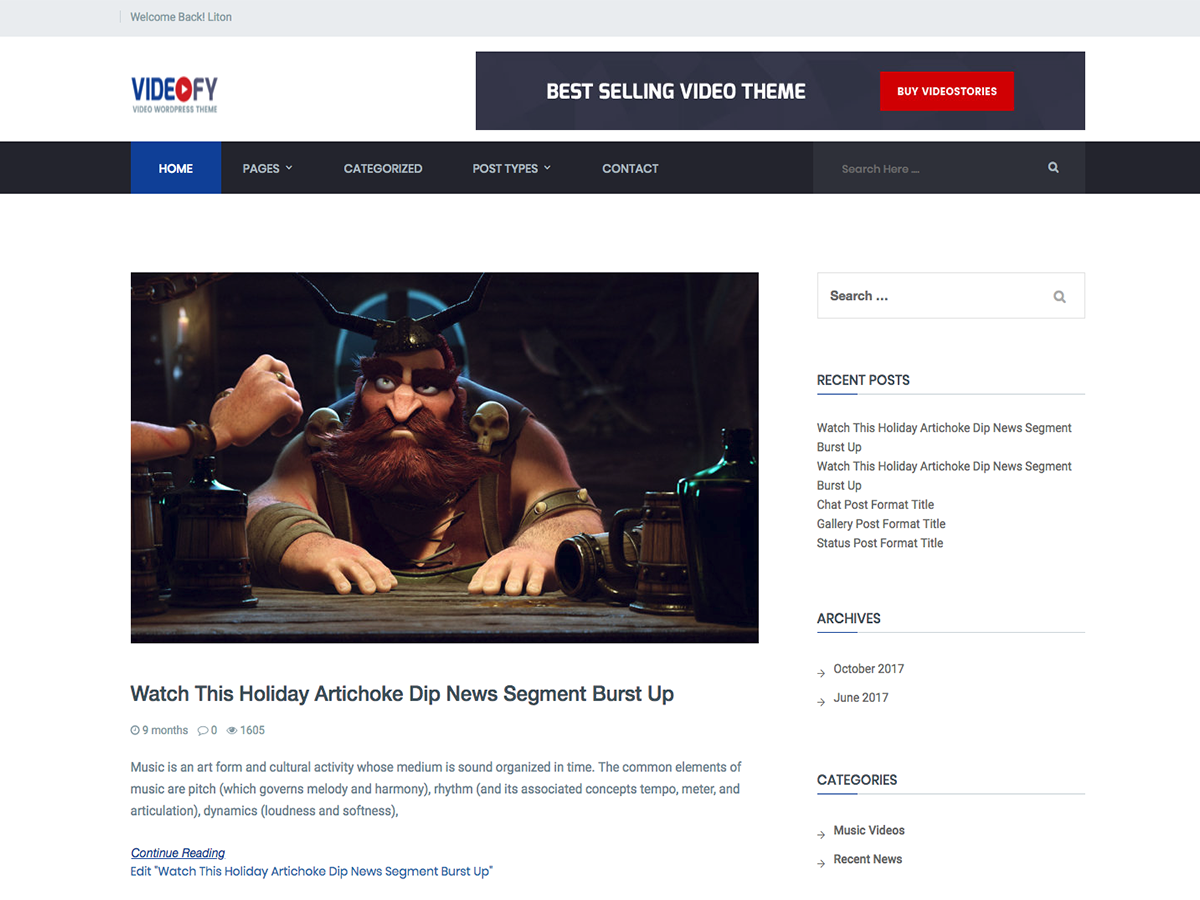 Welcome Back! Liton
VIDEOFY
VIDEO WORDPRESS THEME
BEST SELLING VIDEO THEME
BUY VIDEOSTORIES
HOME
PAGES
CATEGORIZED
POST TYPES
CONTACT
Search Here ...
Search ...
RECENT POSTS
Watch This Holiday Artichoke Dip News Segment
Burst Up
Watch This Holiday Artichoke Dip News Segment
Burst Up
Chat Post Format Title
Gallery Post Format Title
Status Post Format Title
ARCHIVES
October 2017
June 2017
CATEGORIES
Music Videos
Recent News
Watch This Holiday Artichoke Dip News Segment Burst Up
9 months 0 1605
Music is an art form and cultural activity whose medium is sound organized in time. The common elements of
music are pitch (which governs melody and harmony), rhythm (and its associated concepts tempo, meter, and
articulation), dynamics (loudness and softness),
Continue Reading
Edit "Watch This Holiday Artichoke Dip News Segment Burst Up"